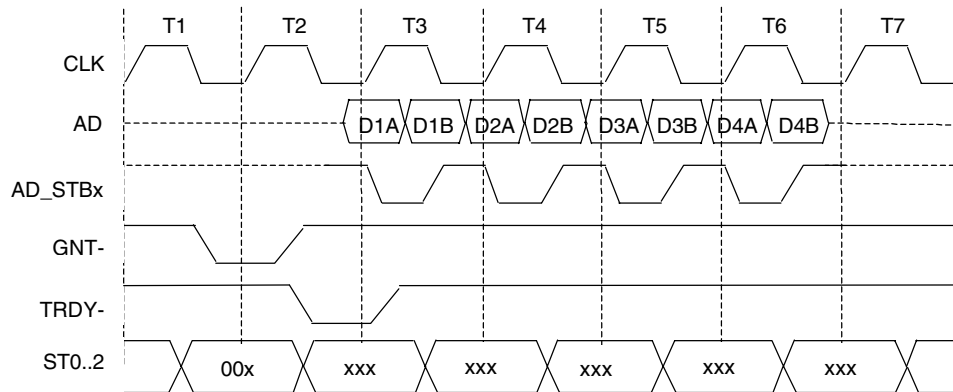 T1 T2 T3 T4 T5 T6 T7
CLK
AD D1A D1B D2A D2B D3A D3B D4A D4B
AD_STBx
GNT-
TRDY-
ST0..2 00x xxx xxx xxx xxx xxx